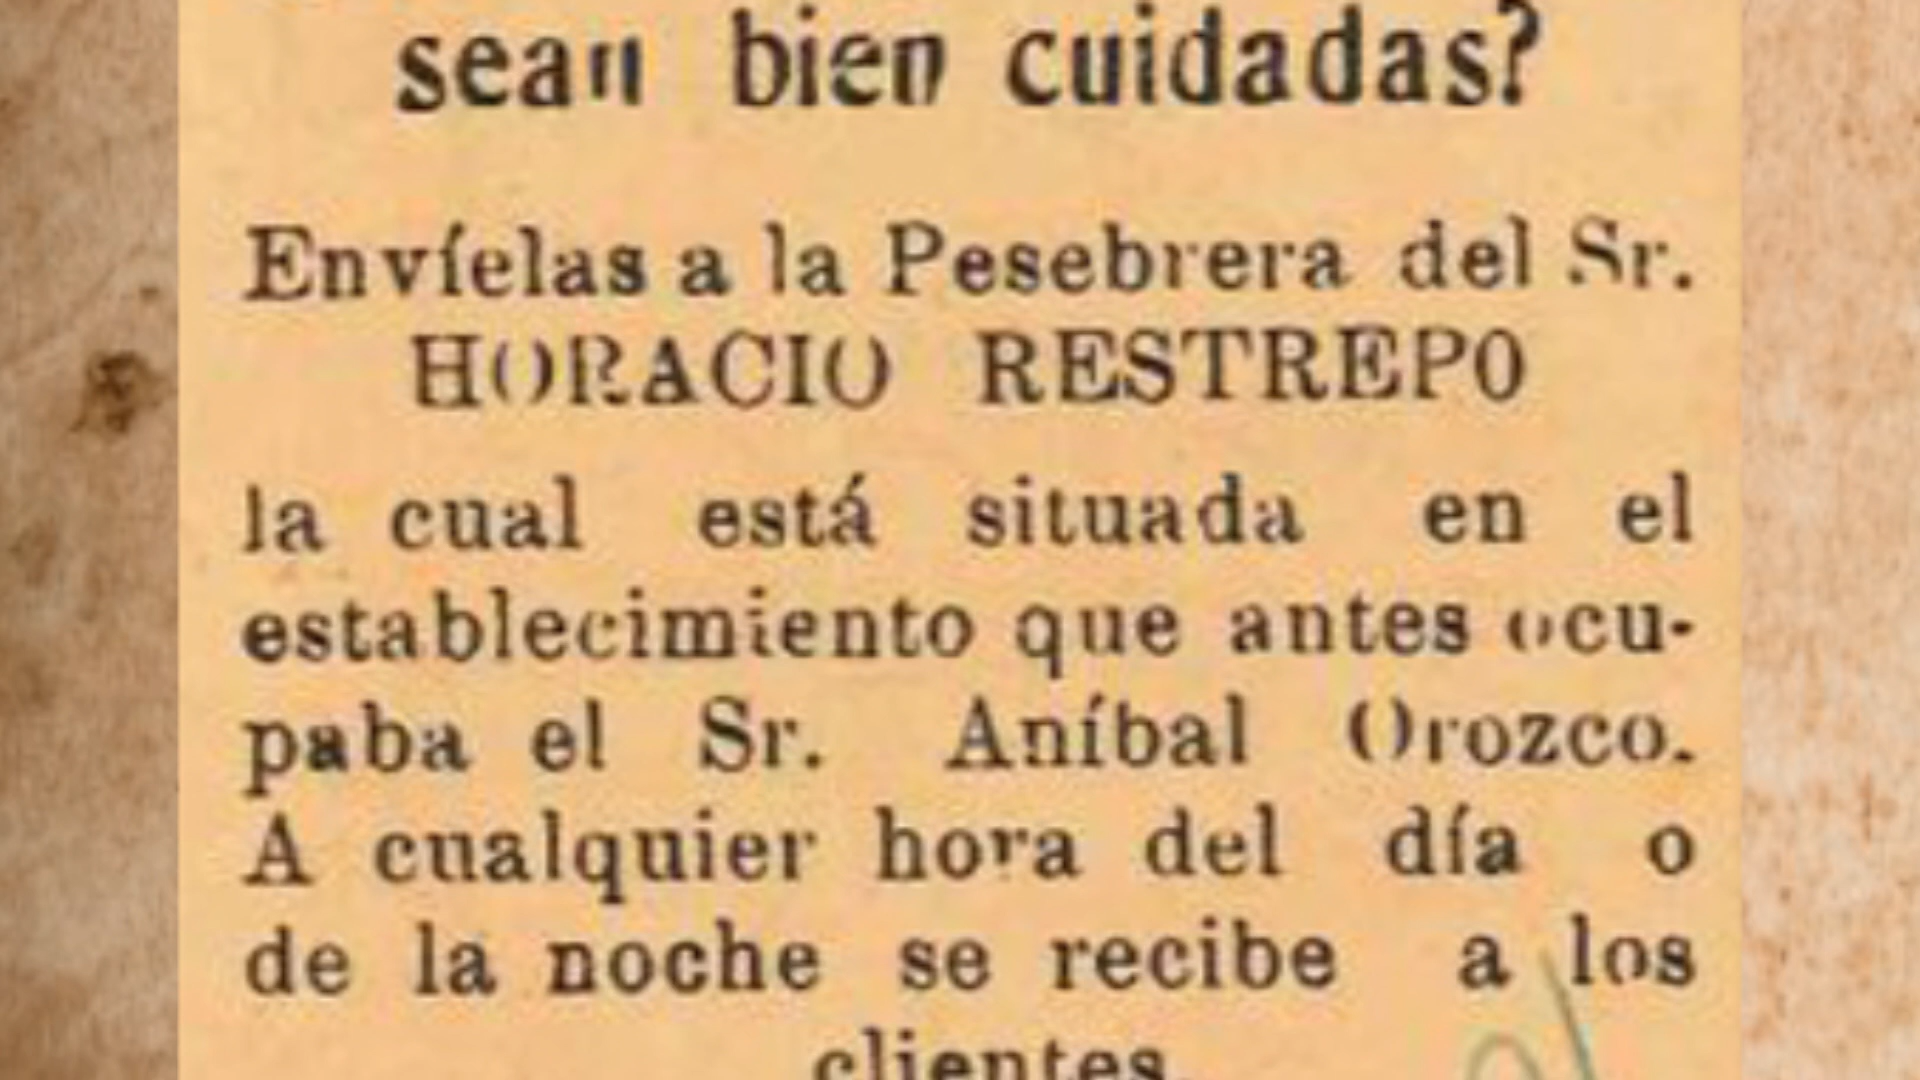 sean bien cuidadas?
Envíelas a la Pesebrera del Sr.
HORACIO RESTREPO
la cual está situada en el
establecimiento que antes ocu-
paba el Sr. Aníbal Orozco.
A cualquier hora del día o
de la noche se recibe a los
clientes.